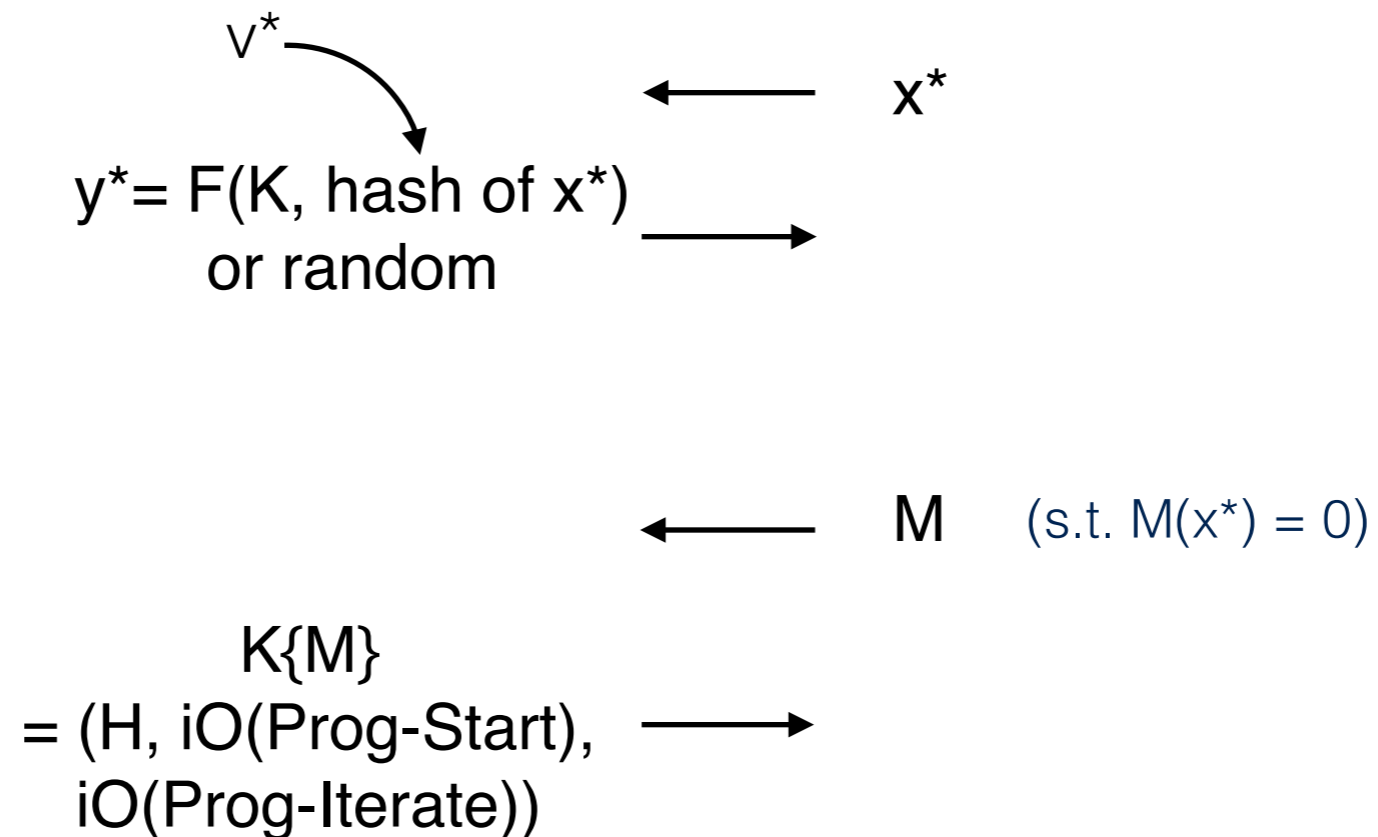 v*
x*
y*= F(K, hash of x*)
or random
M (s.t. M(x*) = 0)
K{M}
= (H, iO(Prog-Start),
iO(Prog-Iterate))